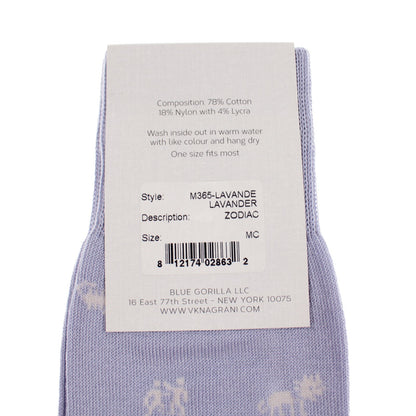 Composition: 78% Cotton
18% Nylon with 4% Lycra
Wash inside out in warm water
with like colour and hang dry
One size fits most
Style: M365-LAVANDE
LAVANDER
Description: ZODIAC
Size: MC
8 12174 02863 2
BLUE GORILLA LLC
16 East 77th Street - NEW YORK 10075
WWW.VKNAGRANI.COM